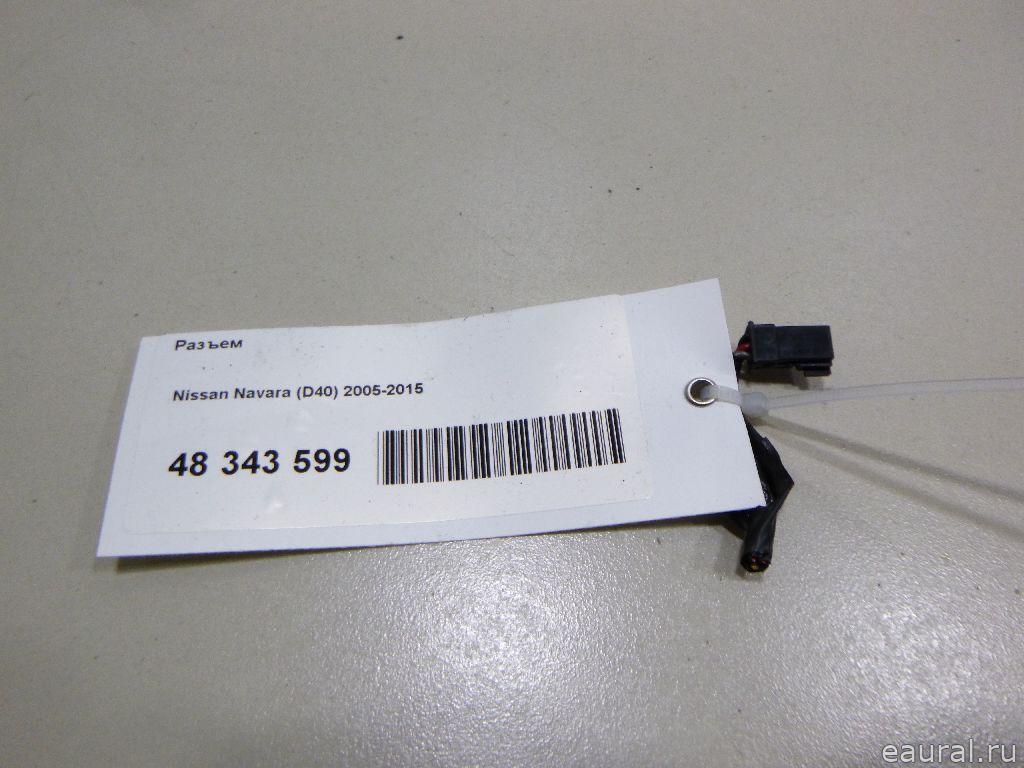 Разъем
Nissan Navara (D40) 2005-2015
48 343 599
eaural.ru